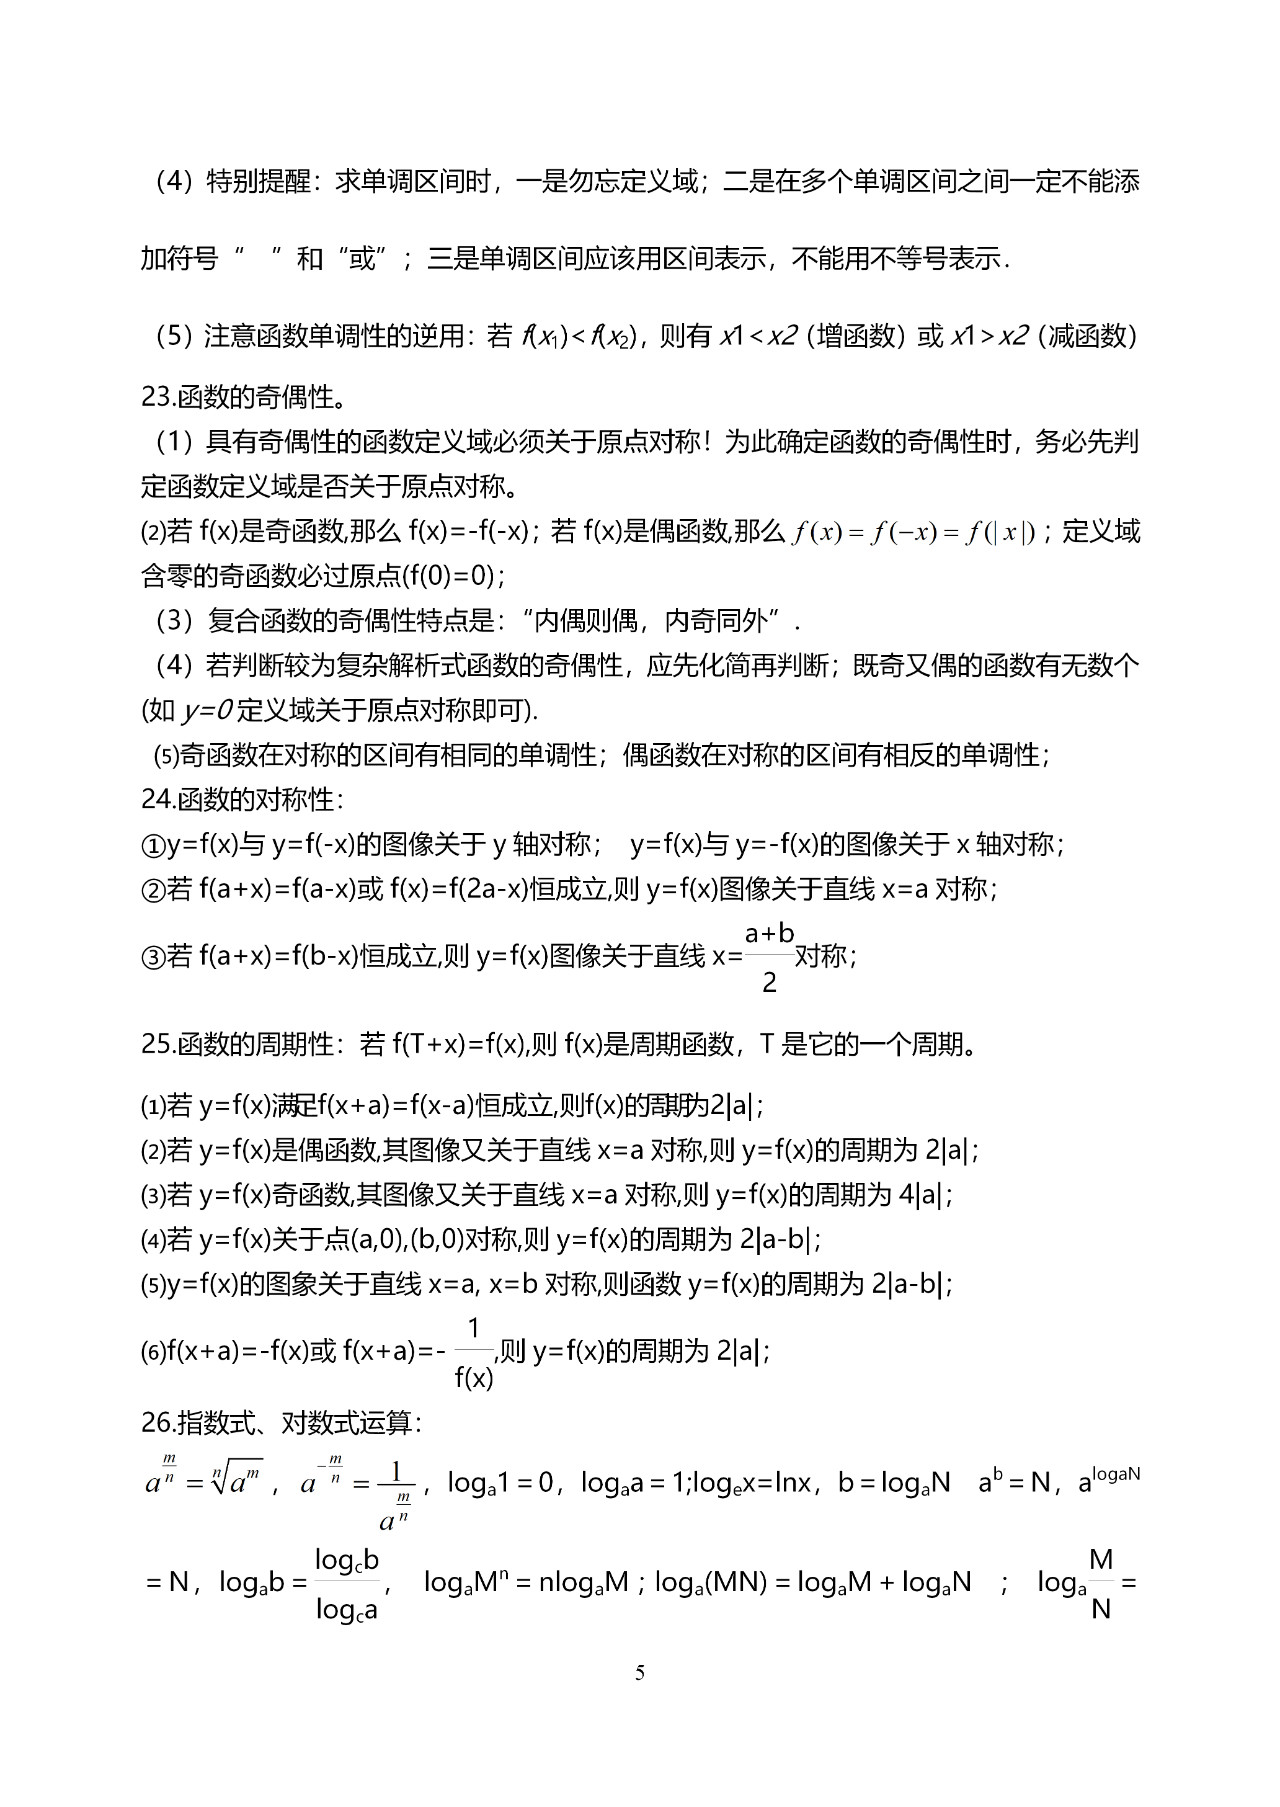 （4）特别提醒：求单调区间时，一是勿忘定义域；二是在多个单调区间之间一定不能添
加符号“　”和“或”；三是单调区间应该用区间表示，不能用不等号表示.
（5）注意函数单调性的逆用：若 f(x₁)<f(x₂)，则有 x1<x2（增函数）或 x1>x2（减函数）
23.函数的奇偶性。
（1）具有奇偶性的函数定义域必须关于原点对称！为此确定函数的奇偶性时，务必先判
定函数定义域是否关于原点对称。
⑵若 f(x)是奇函数,那么 f(x)=-f(-x)；若 f(x)是偶函数,那么 f(x)=f(−x)=f(|x|)；定义域
含零的奇函数必过原点(f(0)=0)；
（3）复合函数的奇偶性特点是：“内偶则偶，内奇同外”.
（4）若判断较为复杂解析式函数的奇偶性，应先化简再判断；既奇又偶的函数有无数个
(如 y=0 定义域关于原点对称即可).
⑸奇函数在对称的区间有相同的单调性；偶函数在对称的区间有相反的单调性；
24.函数的对称性：
①y=f(x)与 y=f(-x)的图像关于 y 轴对称；　y=f(x)与 y=-f(x)的图像关于 x 轴对称；
②若 f(a+x)=f(a-x)或 f(x)=f(2a-x)恒成立,则 y=f(x)图像关于直线 x=a 对称；
③若 f(a+x)=f(b-x)恒成立,则 y=f(x)图像关于直线 x=\frac{a+b}{2}对称；
25.函数的周期性：若 f(T+x)=f(x),则 f(x)是周期函数，T 是它的一个周期。
⑴若 y=f(x)满足f(x+a)=f(x-a)恒成立,则f(x)的周期为2|a|；
⑵若 y=f(x)是偶函数,其图像又关于直线 x=a 对称,则 y=f(x)的周期为 2|a|；
⑶若 y=f(x)奇函数,其图像又关于直线 x=a 对称,则 y=f(x)的周期为 4|a|；
⑷若 y=f(x)关于点(a,0),(b,0)对称,则 y=f(x)的周期为 2|a-b|；
⑸y=f(x)的图象关于直线 x=a, x=b 对称,则函数 y=f(x)的周期为 2|a-b|；
⑹f(x+a)=-f(x)或 f(x+a)=- \frac{1}{f(x)},则 y=f(x)的周期为 2|a|；
26.指数式、对数式运算：
a^{\frac{m}{n}}=\sqrt[n]{a^m}，a^{-\frac{m}{n}}=\frac{1}{a^{\frac{m}{n}}}，log_a1＝0，log_aa＝1;log_ex=lnx，b＝log_aN　a^b＝N，a^{logaN}
＝N，log_ab＝\frac{log_cb}{log_ca}，　log_aM^n＝nlog_aM；log_a(MN)＝log_aM＋log_aN　；　log_a\frac{M}{N}＝
5